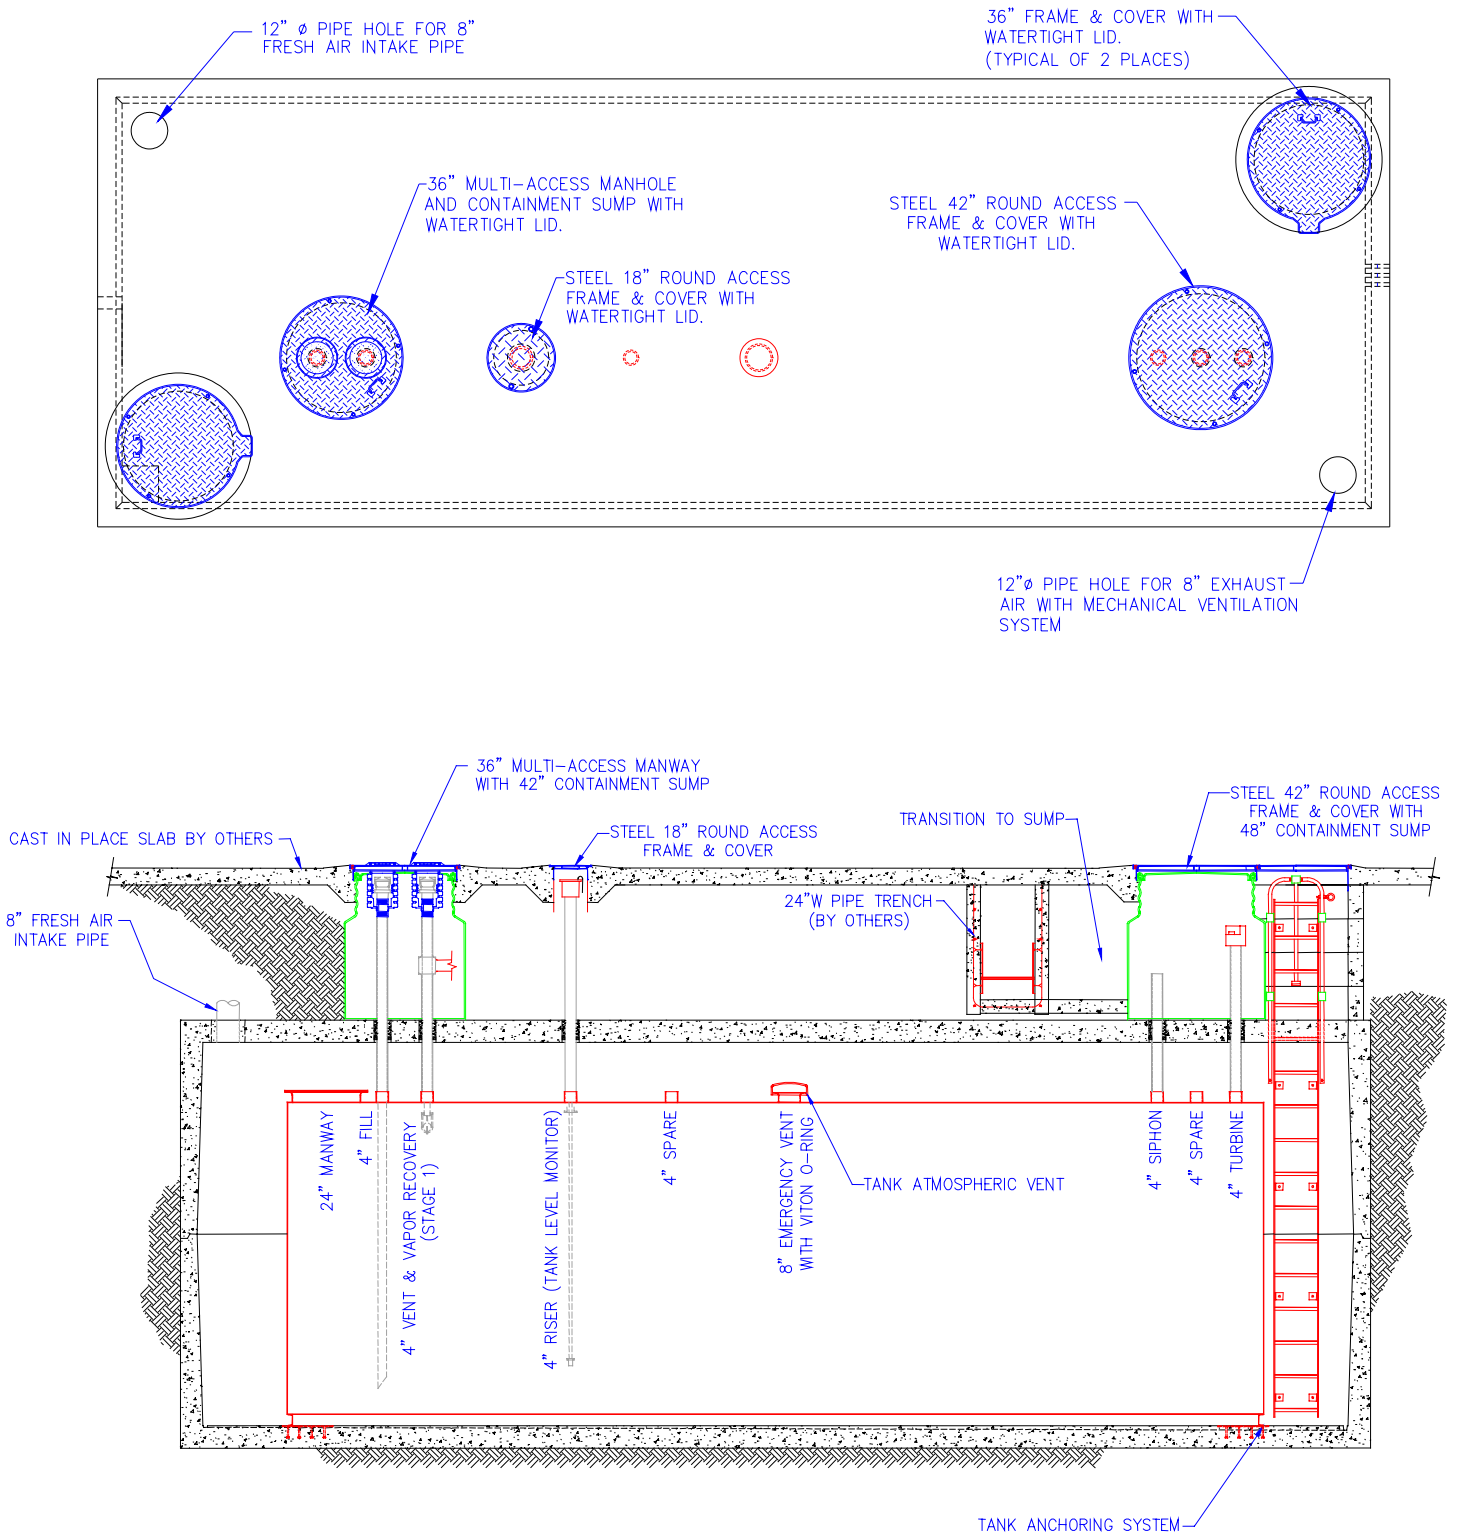 12” ø PIPE HOLE FOR 8”
FRESH AIR INTAKE PIPE
36” FRAME & COVER WITH
WATERTIGHT LID.
(TYPICAL OF 2 PLACES)
36” MULTI-ACCESS MANHOLE
AND CONTAINMENT SUMP WITH
WATERTIGHT LID.
STEEL 42” ROUND ACCESS
FRAME & COVER WITH
WATERTIGHT LID.
STEEL 18” ROUND ACCESS
FRAME & COVER WITH
WATERTIGHT LID.
12”ø PIPE HOLE FOR 8” EXHAUST
AIR WITH MECHANICAL VENTILATION
SYSTEM
36” MULTI-ACCESS MANWAY
WITH 42” CONTAINMENT SUMP
STEEL 42” ROUND ACCESS
FRAME & COVER WITH
48” CONTAINMENT SUMP
CAST IN PLACE SLAB BY OTHERS
STEEL 18” ROUND ACCESS
FRAME & COVER
TRANSITION TO SUMP
8” FRESH AIR
INTAKE PIPE
24”W PIPE TRENCH
(BY OTHERS)
24” MANWAY
4” FILL
4” VENT & VAPOR RECOVERY
(STAGE 1)
4” RISER (TANK LEVEL MONITOR)
4” SPARE
8” EMERGENCY VENT
WITH VITON O-RING
TANK ATMOSPHERIC VENT
4” SIPHON
4” SPARE
4” TURBINE
TANK ANCHORING SYSTEM